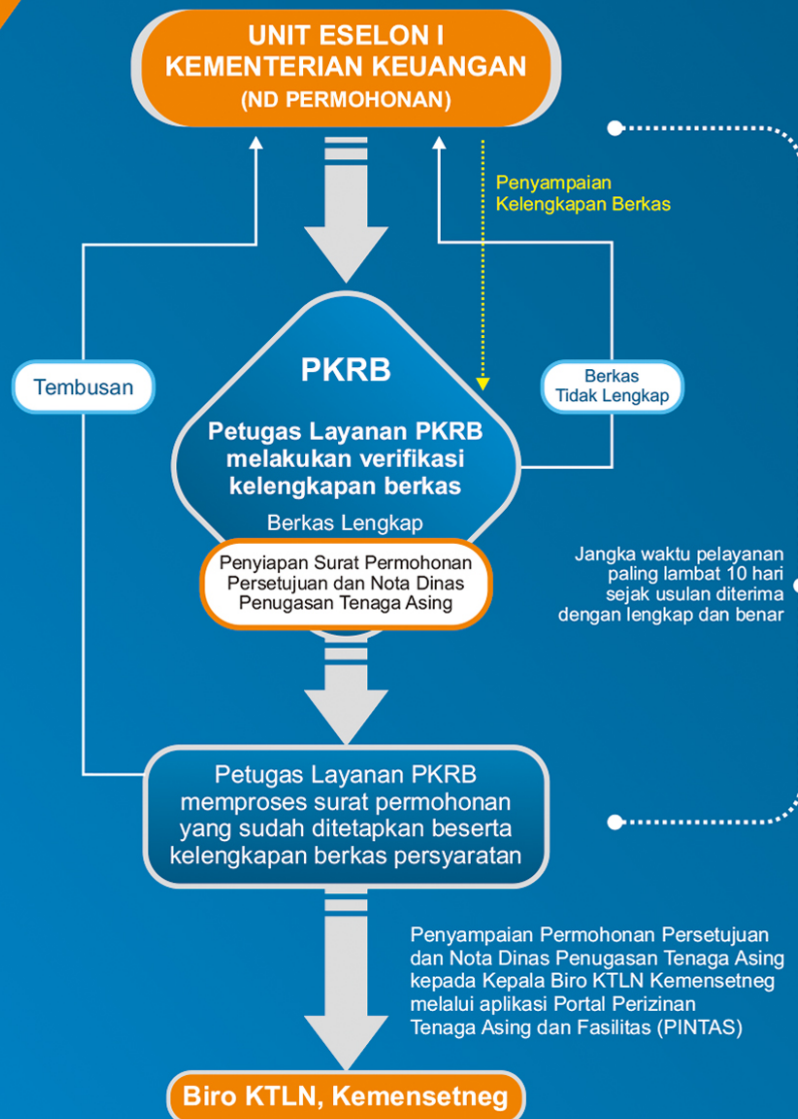 UNIT ESELON I
KEMENTERIAN KEUANGAN
(ND PERMOHONAN)
Penyampaian
Kelengkapan Berkas
Tembusan
PKRB
Petugas Layanan PKRB
melakukan verifikasi
kelengkapan berkas
Berkas Lengkap
Berkas
Tidak Lengkap
Penyiapan Surat Permohonan
Persetujuan dan Nota Dinas
Penugasan Tenaga Asing
Jangka waktu pelayanan
paling lambat 10 hari
sejak usulan diterima
dengan lengkap dan benar
Petugas Layanan PKRB
memproses surat permohonan
yang sudah ditetapkan beserta
kelengkapan berkas persyaratan
Penyampaian Permohonan Persetujuan
dan Nota Dinas Penugasan Tenaga Asing
kepada Kepala Biro KTLN Kemensetneg
melalui aplikasi Portal Perizinan
Tenaga Asing dan Fasilitas (PINTAS)
Biro KTLN, Kemensetneg